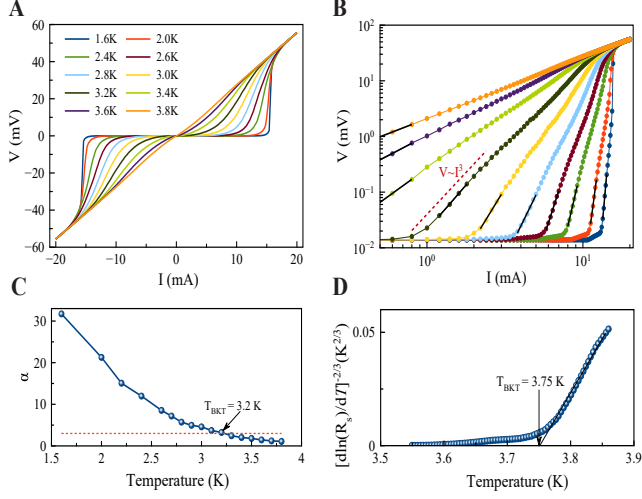 A
V (mV)
60
40
20
0
−20
−40
−60
1.6K
2.0K
2.4K
2.6K
2.8K
3.0K
3.2K
3.4K
3.6K
3.8K
−20
−10
0
10
20
I (mA)
B
V (mV)
10²
10¹
10⁰
10⁻¹
10⁻²
V~I³
10⁰
10¹
I (mA)
C
α
30
20
10
0
T_BKT = 3.2 K
1.5
2
2.5
3
3.5
4
Temperature (K)
D
[dln(R_s)/dT]^-2/3 (K^2/3)
0.05
0
T_BKT = 3.75 K
3.5
3.6
3.7
3.8
3.9
Temperature (K)